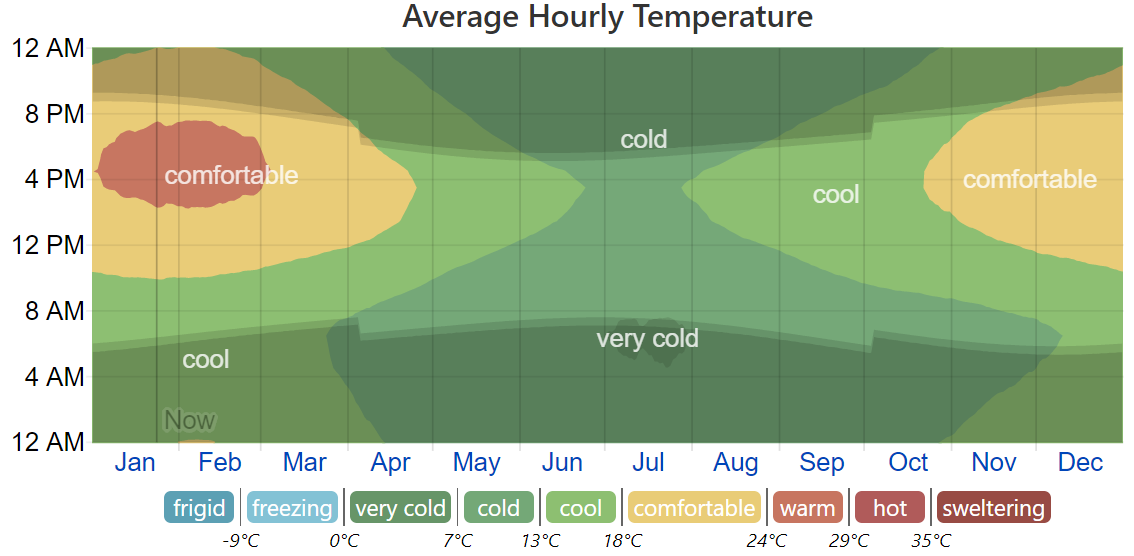 Average Hourly Temperature
12 AM
8 PM
4 PM
12 PM
8 AM
4 AM
12 AM
cold
comfortable
comfortable
cool
very cold
cool
Now
Jan Feb Mar Apr May Jun Jul Aug Sep Oct Nov Dec
frigid freezing very cold cold cool comfortable warm hot sweltering
-9°C 0°C 7°C 13°C 18°C 24°C 29°C 35°C